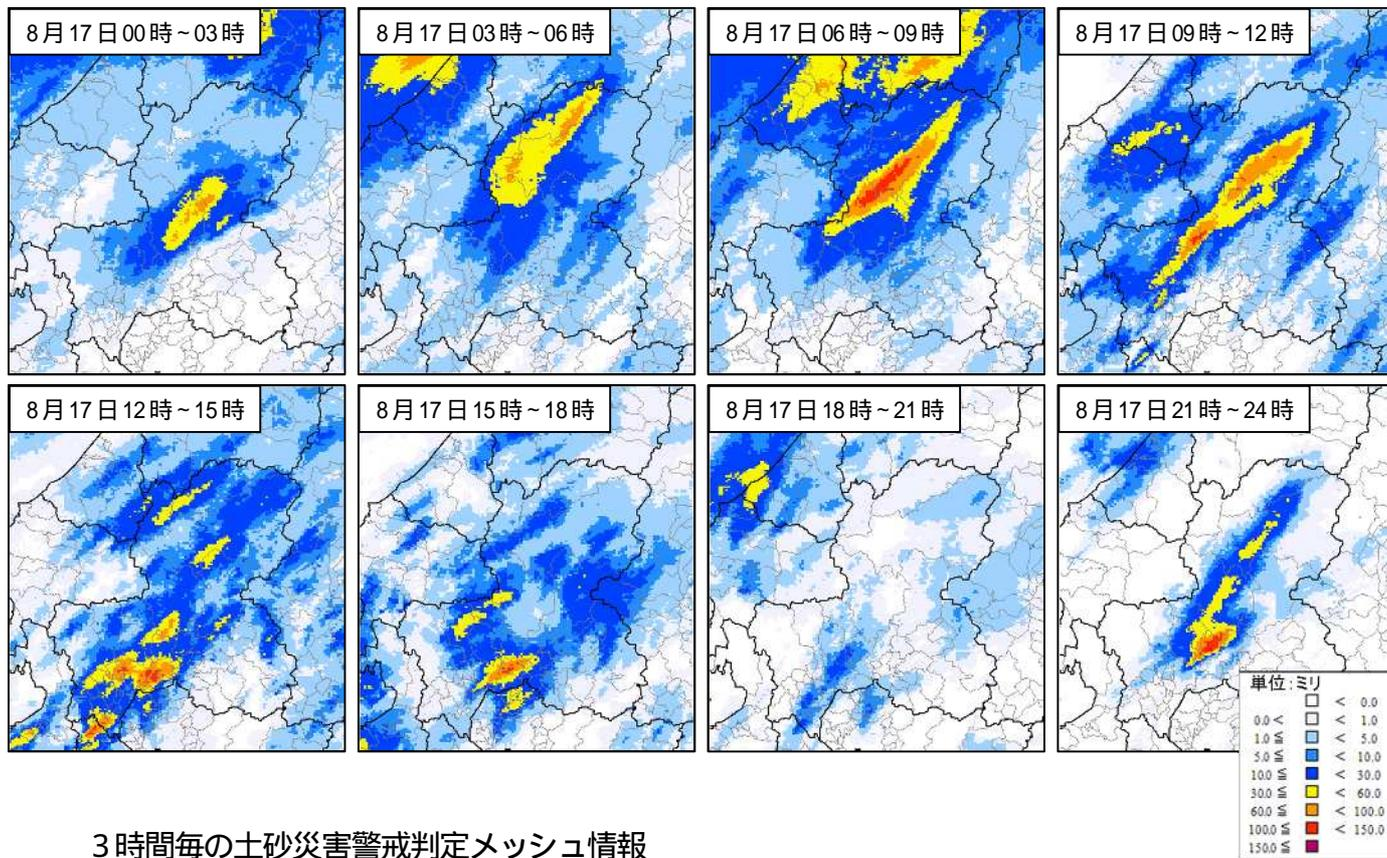 8月17日00時~03時
8月17日03時~06時
8月17日06時~09時
8月17日09時~12時
8月17日12時~15時
8月17日15時~18時
8月17日18時~21時
8月17日21時~24時
単位:ミリ
< 0.0
0.0 < < 1.0
1.0 ≦ < 5.0
5.0 ≦ < 10.0
10.0 ≦ < 30.0
30.0 ≦ < 60.0
60.0 ≦ < 100.0
100.0 ≦ < 150.0
150.0 ≦
3時間毎の土砂災害警戒判定メッシュ情報